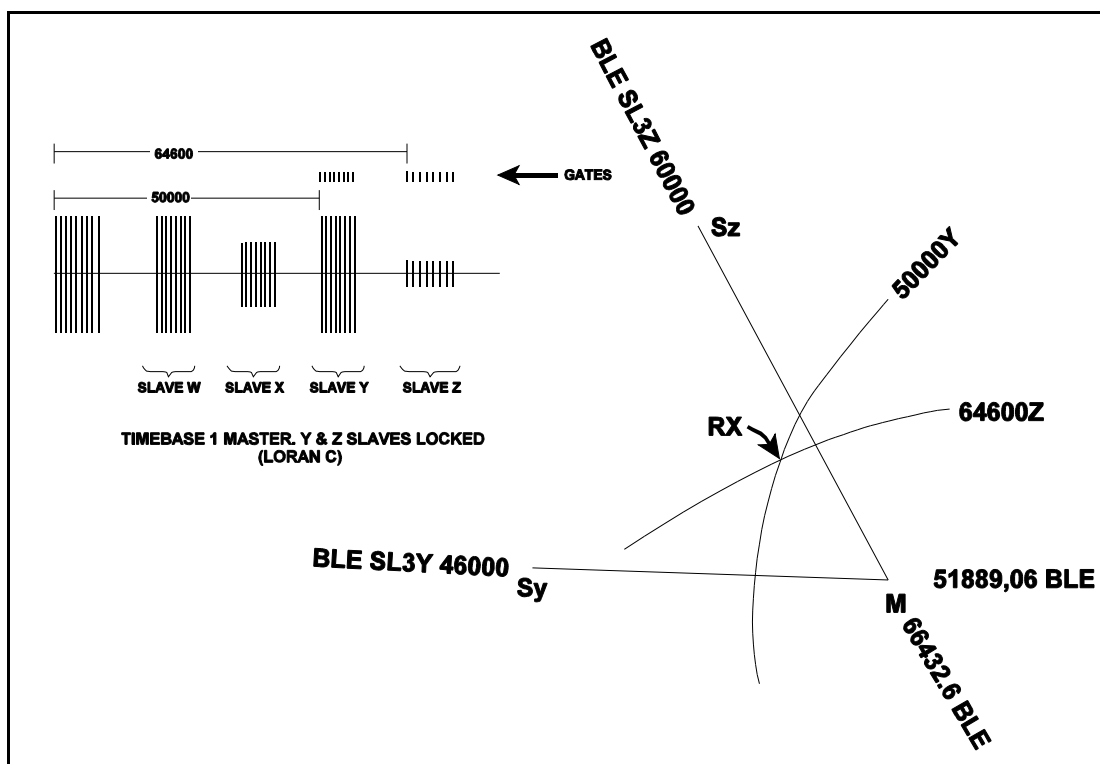 64600
GATES
50000
SLAVE W SLAVE X SLAVE Y SLAVE Z
TIMEBASE 1 MASTER. Y & Z SLAVES LOCKED
(LORAN C)
BLE SL3Z 60000
Sz
50000Y
64600Z
RX
BLE SL3Y 46000
Sy
M
51889,06 BLE
66432.6 BLE